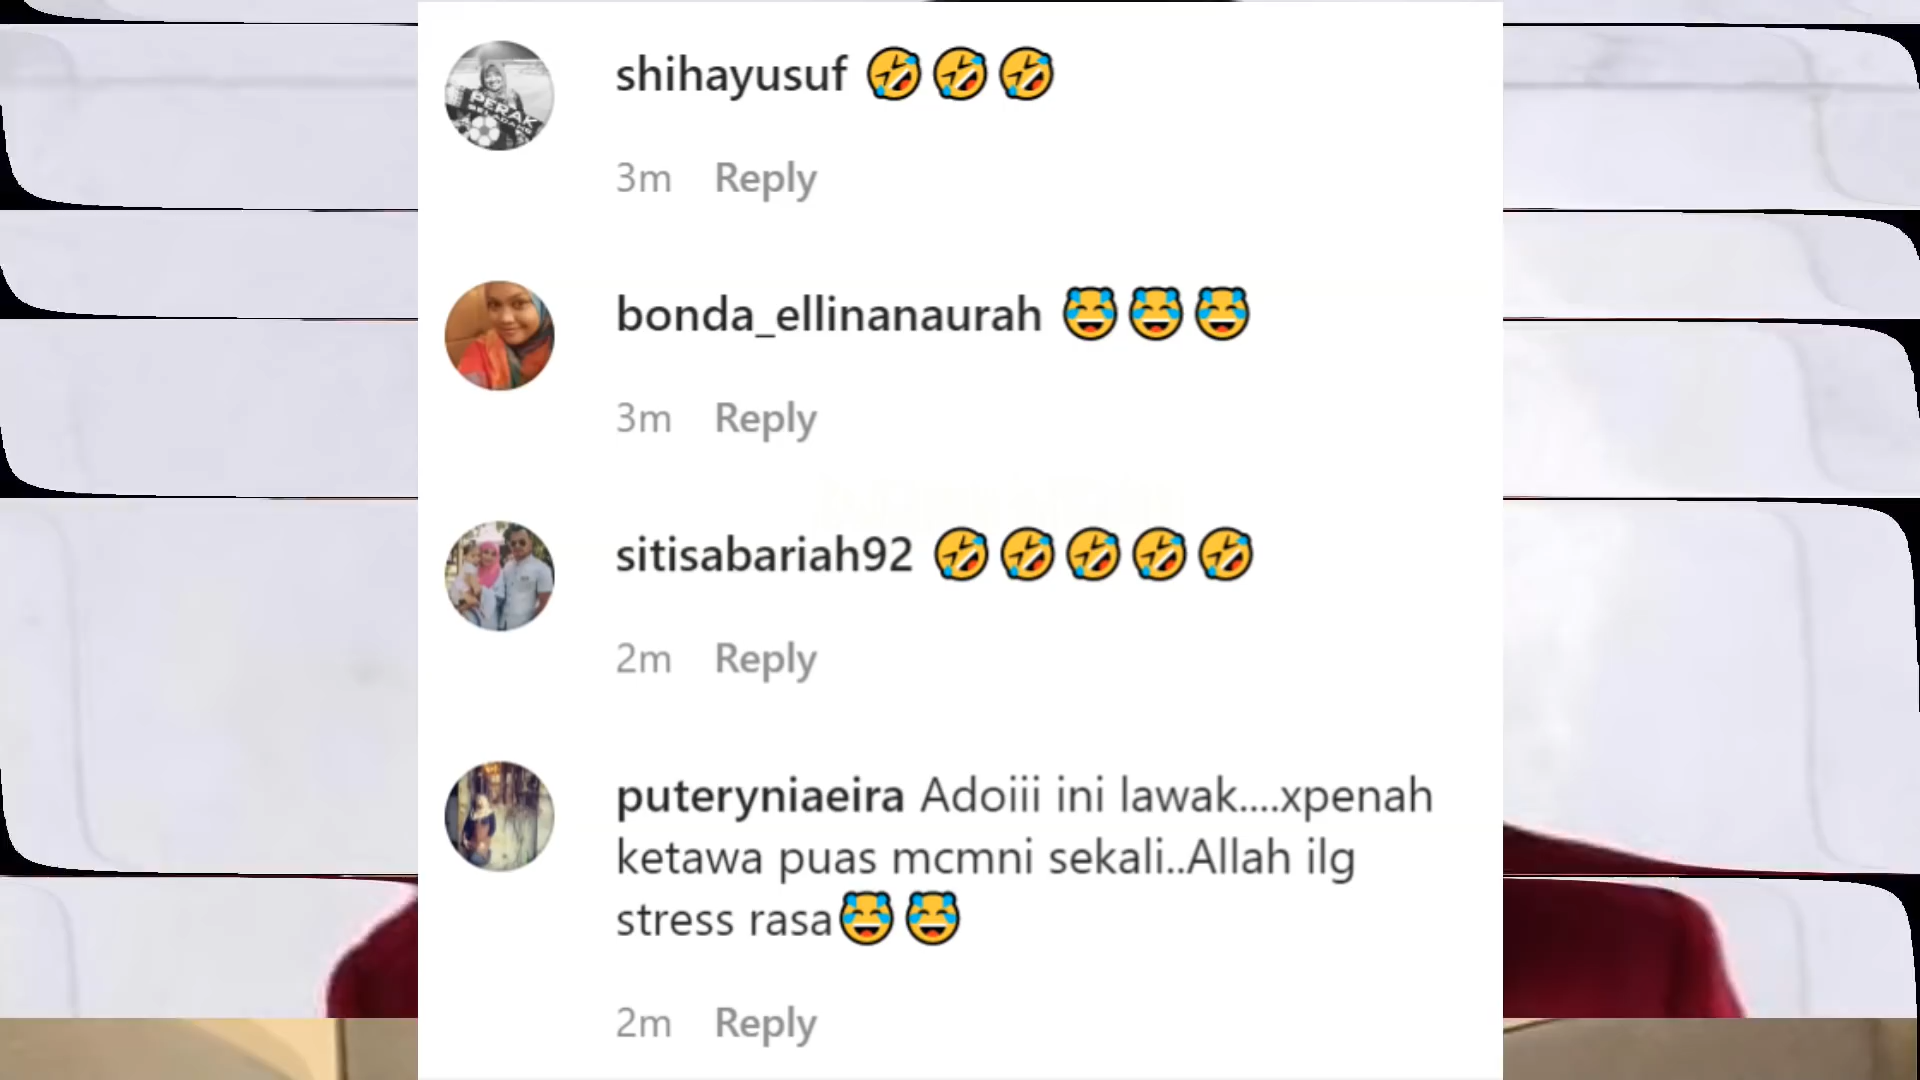 shihayusuf 🤣🤣🤣
3m Reply
bonda_ellinanaurah 😂😂😂
3m Reply
sitisabariah92 🤣🤣🤣🤣🤣
2m Reply
puteryniaeira Adoiii ini lawak....xpenah
ketawa puas mcmni sekali..Allah ilg
stress rasa😂😂
2m Reply
PERAK